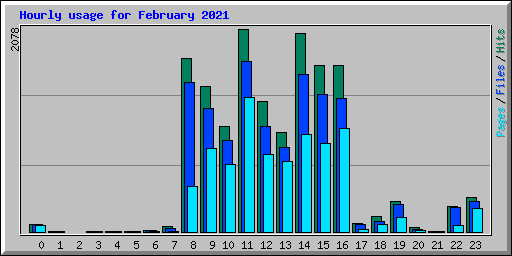 Hourly usage for February 2021
2078
Pages/Files/Hits
0 1 2 3 4 5 6 7 8 9 10 11 12 13 14 15 16 17 18 19 20 21 22 23